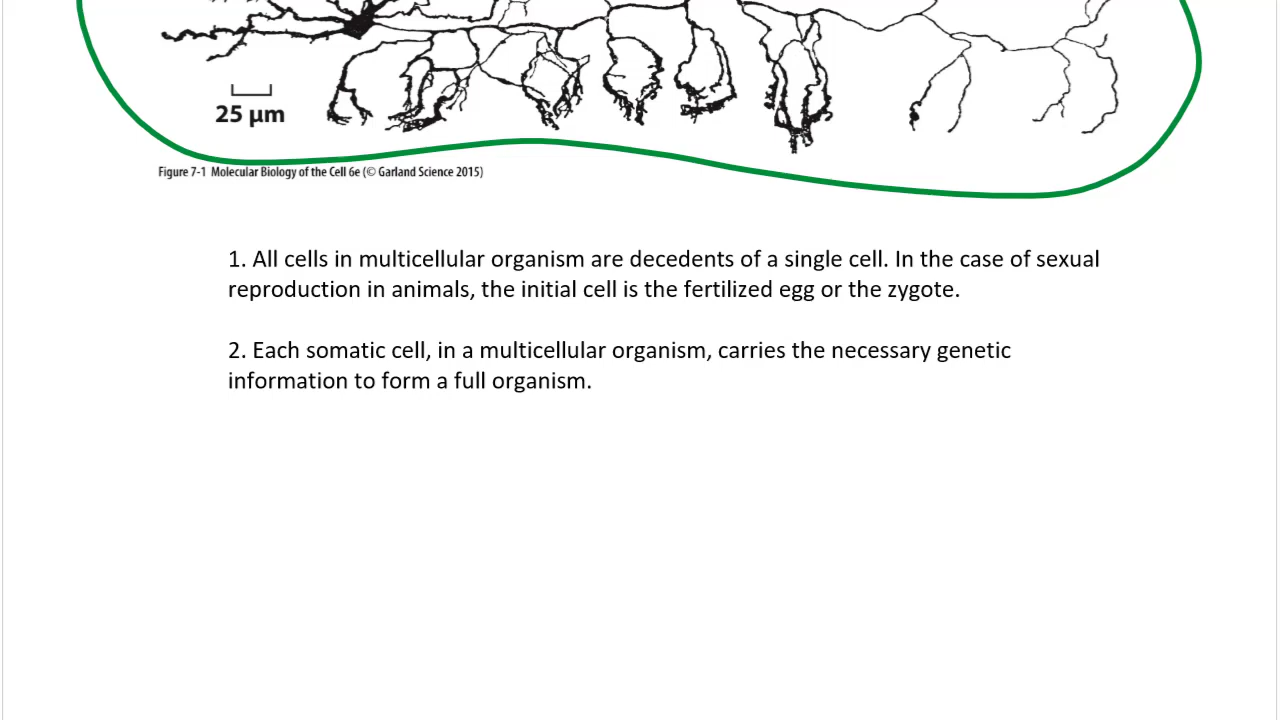 25 μm
Figure 7-1 Molecular Biology of the Cell 6e (© Garland Science 2015)
1. All cells in multicellular organism are decedents of a single cell. In the case of sexual
reproduction in animals, the initial cell is the fertilized egg or the zygote.
2. Each somatic cell, in a multicellular organism, carries the necessary genetic
information to form a full organism.